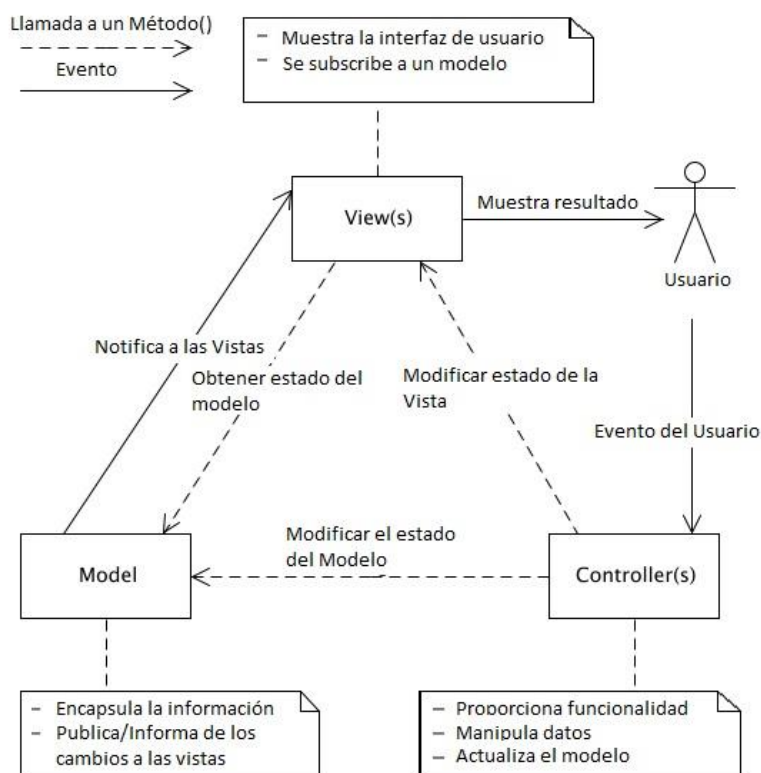 Llamada a un Método()
Evento
– Muestra la interfaz de usuario
– Se subscribe a un modelo
View(s)
Muestra resultado
Usuario
Notifica a las Vistas
Obtener estado del
modelo
Modificar estado de la
Vista
Evento del Usuario
Modificar el estado
del Modelo
Model
Controller(s)
– Encapsula la información
– Publica/Informa de los
cambios a las vistas
– Proporciona funcionalidad
– Manipula datos
– Actualiza el modelo